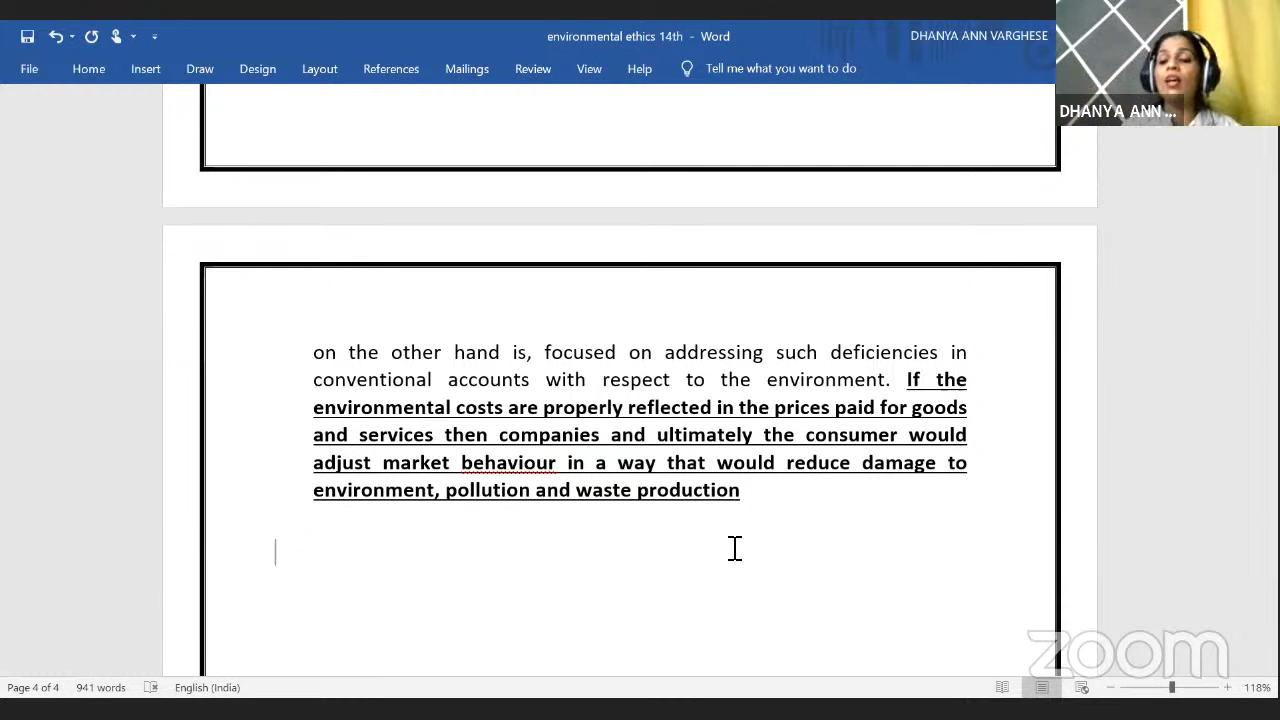 environmental ethics 14th - Word
DHANYA ANN VARGHESE
File Home Insert Draw Design Layout References Mailings Review View Help Tell me what you want to do
DHANYA ANN ...
on the other hand is, focused on addressing such deficiencies in
conventional accounts with respect to the environment. If the
environmental costs are properly reflected in the prices paid for goods
and services then companies and ultimately the consumer would
adjust market behaviour in a way that would reduce damage to
environment, pollution and waste production
zoom
Page 4 of 4 941 words English (India) 118%